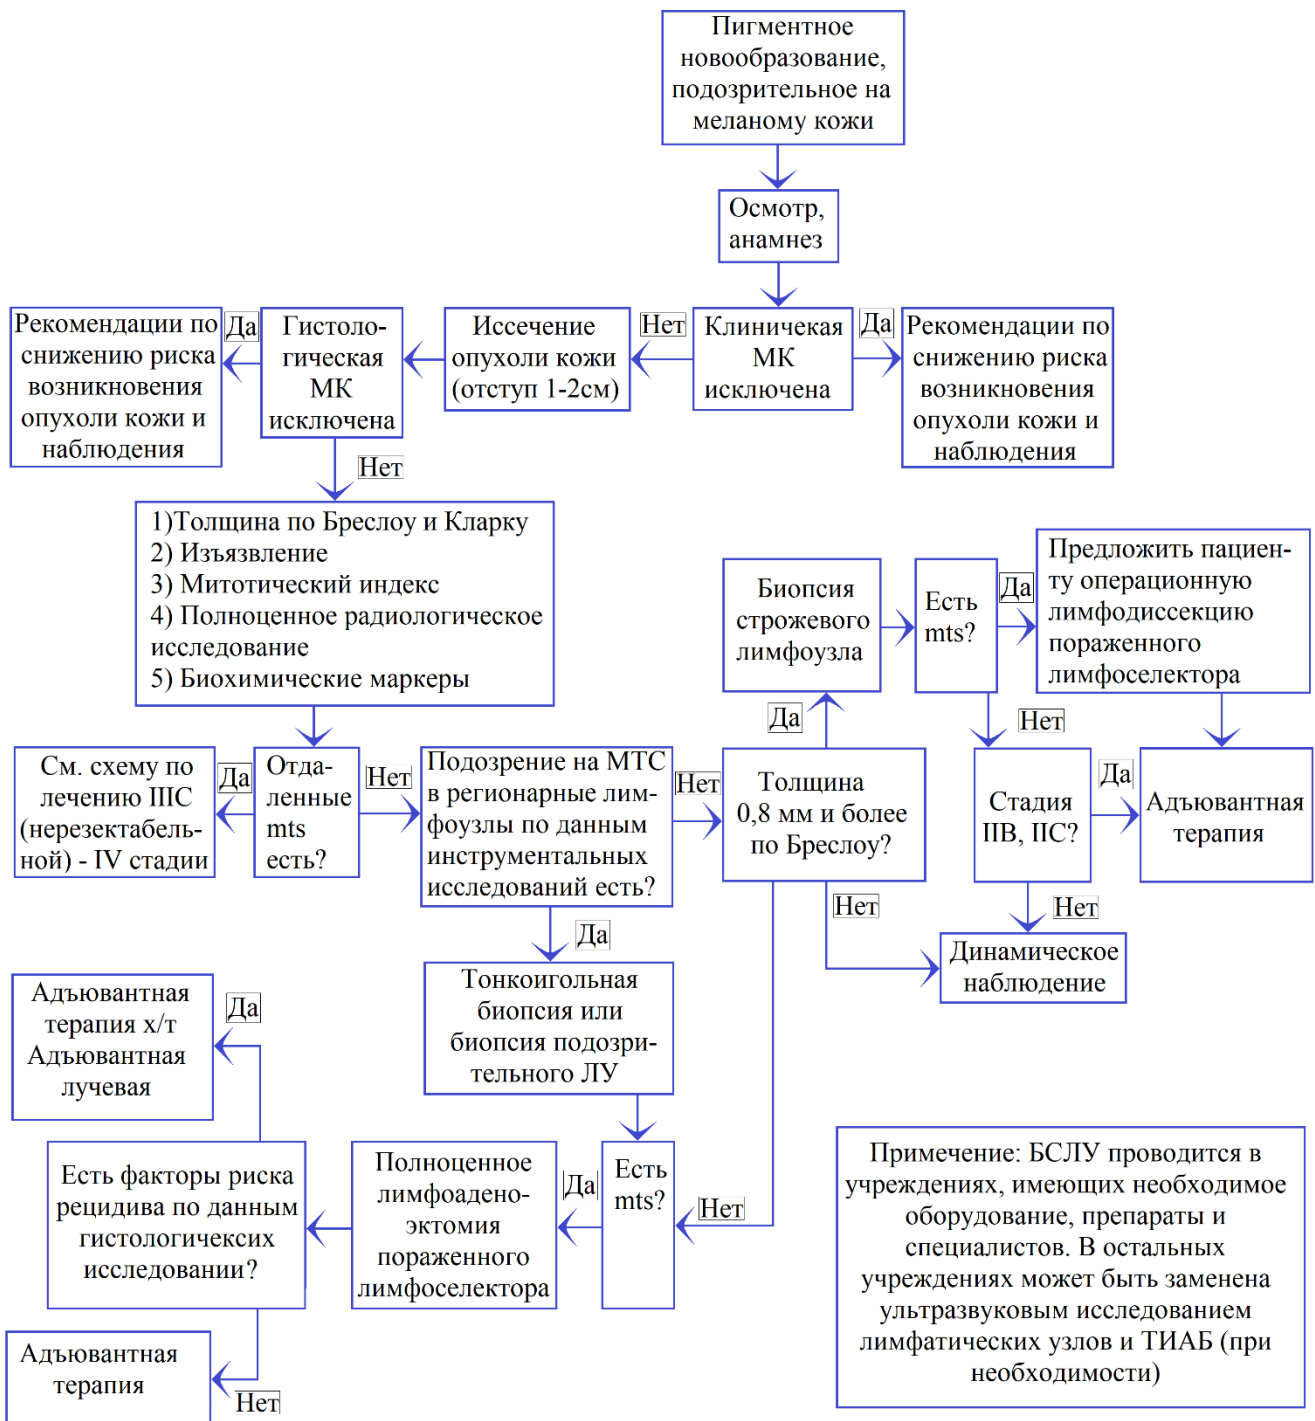 Пигментное
новообразование,
подозрительное на
меланому кожи
Осмотр,
анамнез
Рекомендации по
снижению риска
возникновения
опухоли кожи и
наблюдения
Да
Гистоло-
гическая
МК
исключена
Иссечение
опухоли кожи
(отступ 1-2см)
Нет
Клиничекая
МК
исключена
Да
Рекомендации по
снижению риска
возникновения
опухоли кожи и
наблюдения
Нет
1)Толщина по Бреслоу и Кларку
2) Изъязвление
3) Митотический индекс
4) Полноценное радиологическое
исследование
5) Биохимические маркеры
Биопсия
строжевого
лимфоузла
Есть
mts?
Да
Предложить пациен-
ту операционную
лимфодиссекцию
пораженного
лимфоселектора
Да
Нет
См. схему по
лечению IIIC
(нерезектабель-
ной) - IV стадии
Да
Отда-
ленные
mts
есть?
Нет
Подозрение на МТС
в регионарные лим-
фоузлы по данным
инструментальных
исследований есть?
Нет
Толщина
0,8 мм и более
по Бреслоу?
Стадия
IIB, IIC?
Да
Адъювантная
терапия
Нет
Нет
Да
Динамическое
наблюдение
Тонкоигольная
биопсия или
биопсия подозри-
тельного ЛУ
Адъювантная
терапия х/т
Адъювантная
лучевая
Да
Есть факторы риска
рецидива по данным
гистологичексих
исследовании?
Полноценное
лимфоадено-
эктомия
пораженного
лимфоселектора
Да
Есть
mts?
Нет
Адъювантная
терапия
Нет
Примечание: БСЛУ проводится в
учреждениях, имеющих необходимое
оборудование, препараты и
специалистов. В остальных
учреждениях может быть заменена
ультразвуковым исследованием
лимфатических узлов и ТИАБ (при
необходимости)